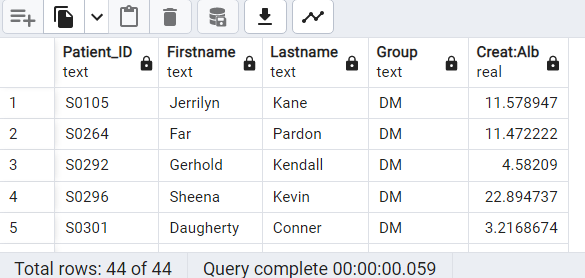 Patient_ID Firstname Lastname Group Creat:Alb
text text text text real
1 S0105 Jerrilyn Kane DM 11.578947
2 S0264 Far Pardon DM 11.472222
3 S0292 Gerhold Kendall DM 4.58209
4 S0296 Sheena Kevin DM 22.894737
5 S0301 Daugherty Conner DM 3.2168674
Total rows: 44 of 44 Query complete 00:00:00.059